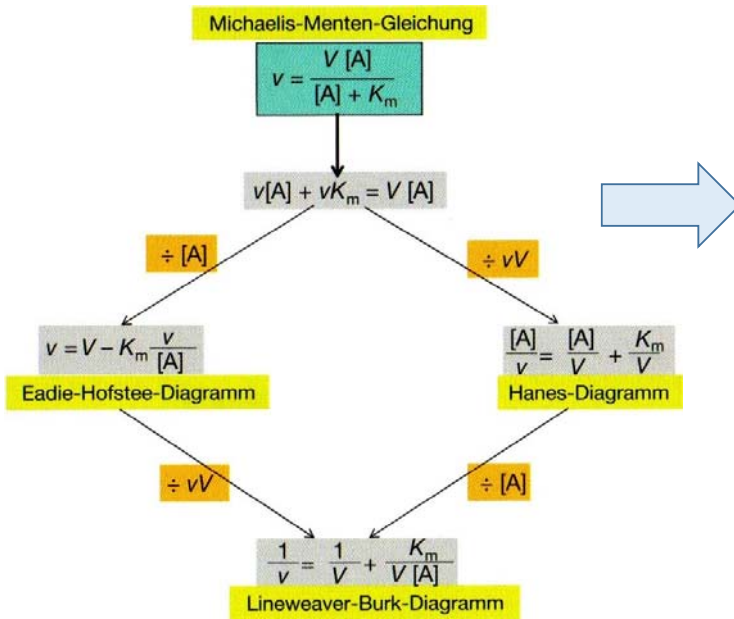 Michaelis-Menten-Gleichung
v = V [A] / [A] + Km
v[A] + vKm = V [A]
÷ [A]
÷ vV
v = V − Km v / [A]
[A] / v = [A] / V + Km / V
Eadie-Hofstee-Diagramm
Hanes-Diagramm
÷ vV
÷ [A]
1 / v = 1 / V + Km / V [A]
Lineweaver-Burk-Diagramm